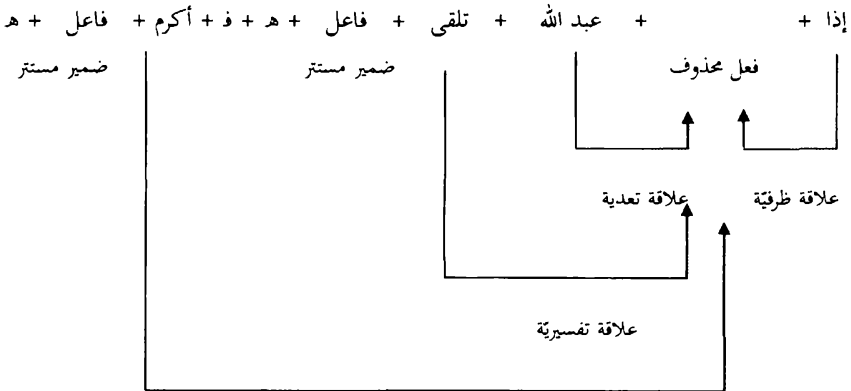 إذا + + عبد الله + تلقى + فاعل + ه + فـ + أكرم + فاعل + ه
فعل محذوف ضمير مستتر ضمير مستتر
علاقة ظرفيّة علاقة تعدية
علاقة تفسيريّة